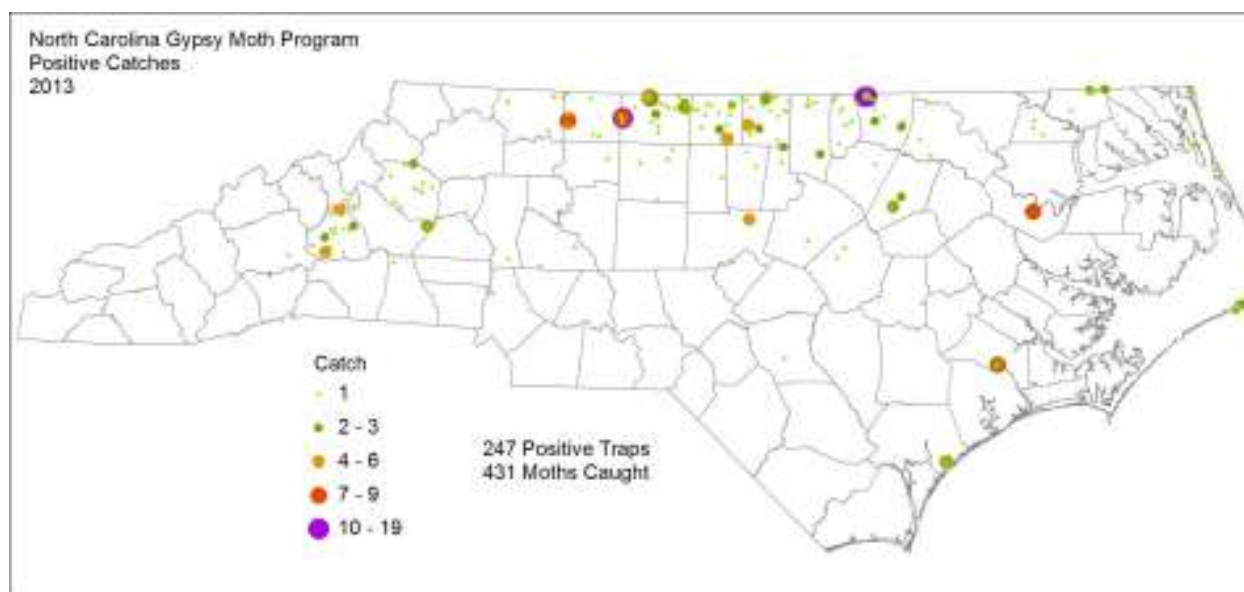 North Carolina Gypsy Moth Program
Positive Catches
2013
Catch
1
2 - 3
4 - 6
7 - 9
10 - 19
247 Positive Traps
431 Moths Caught